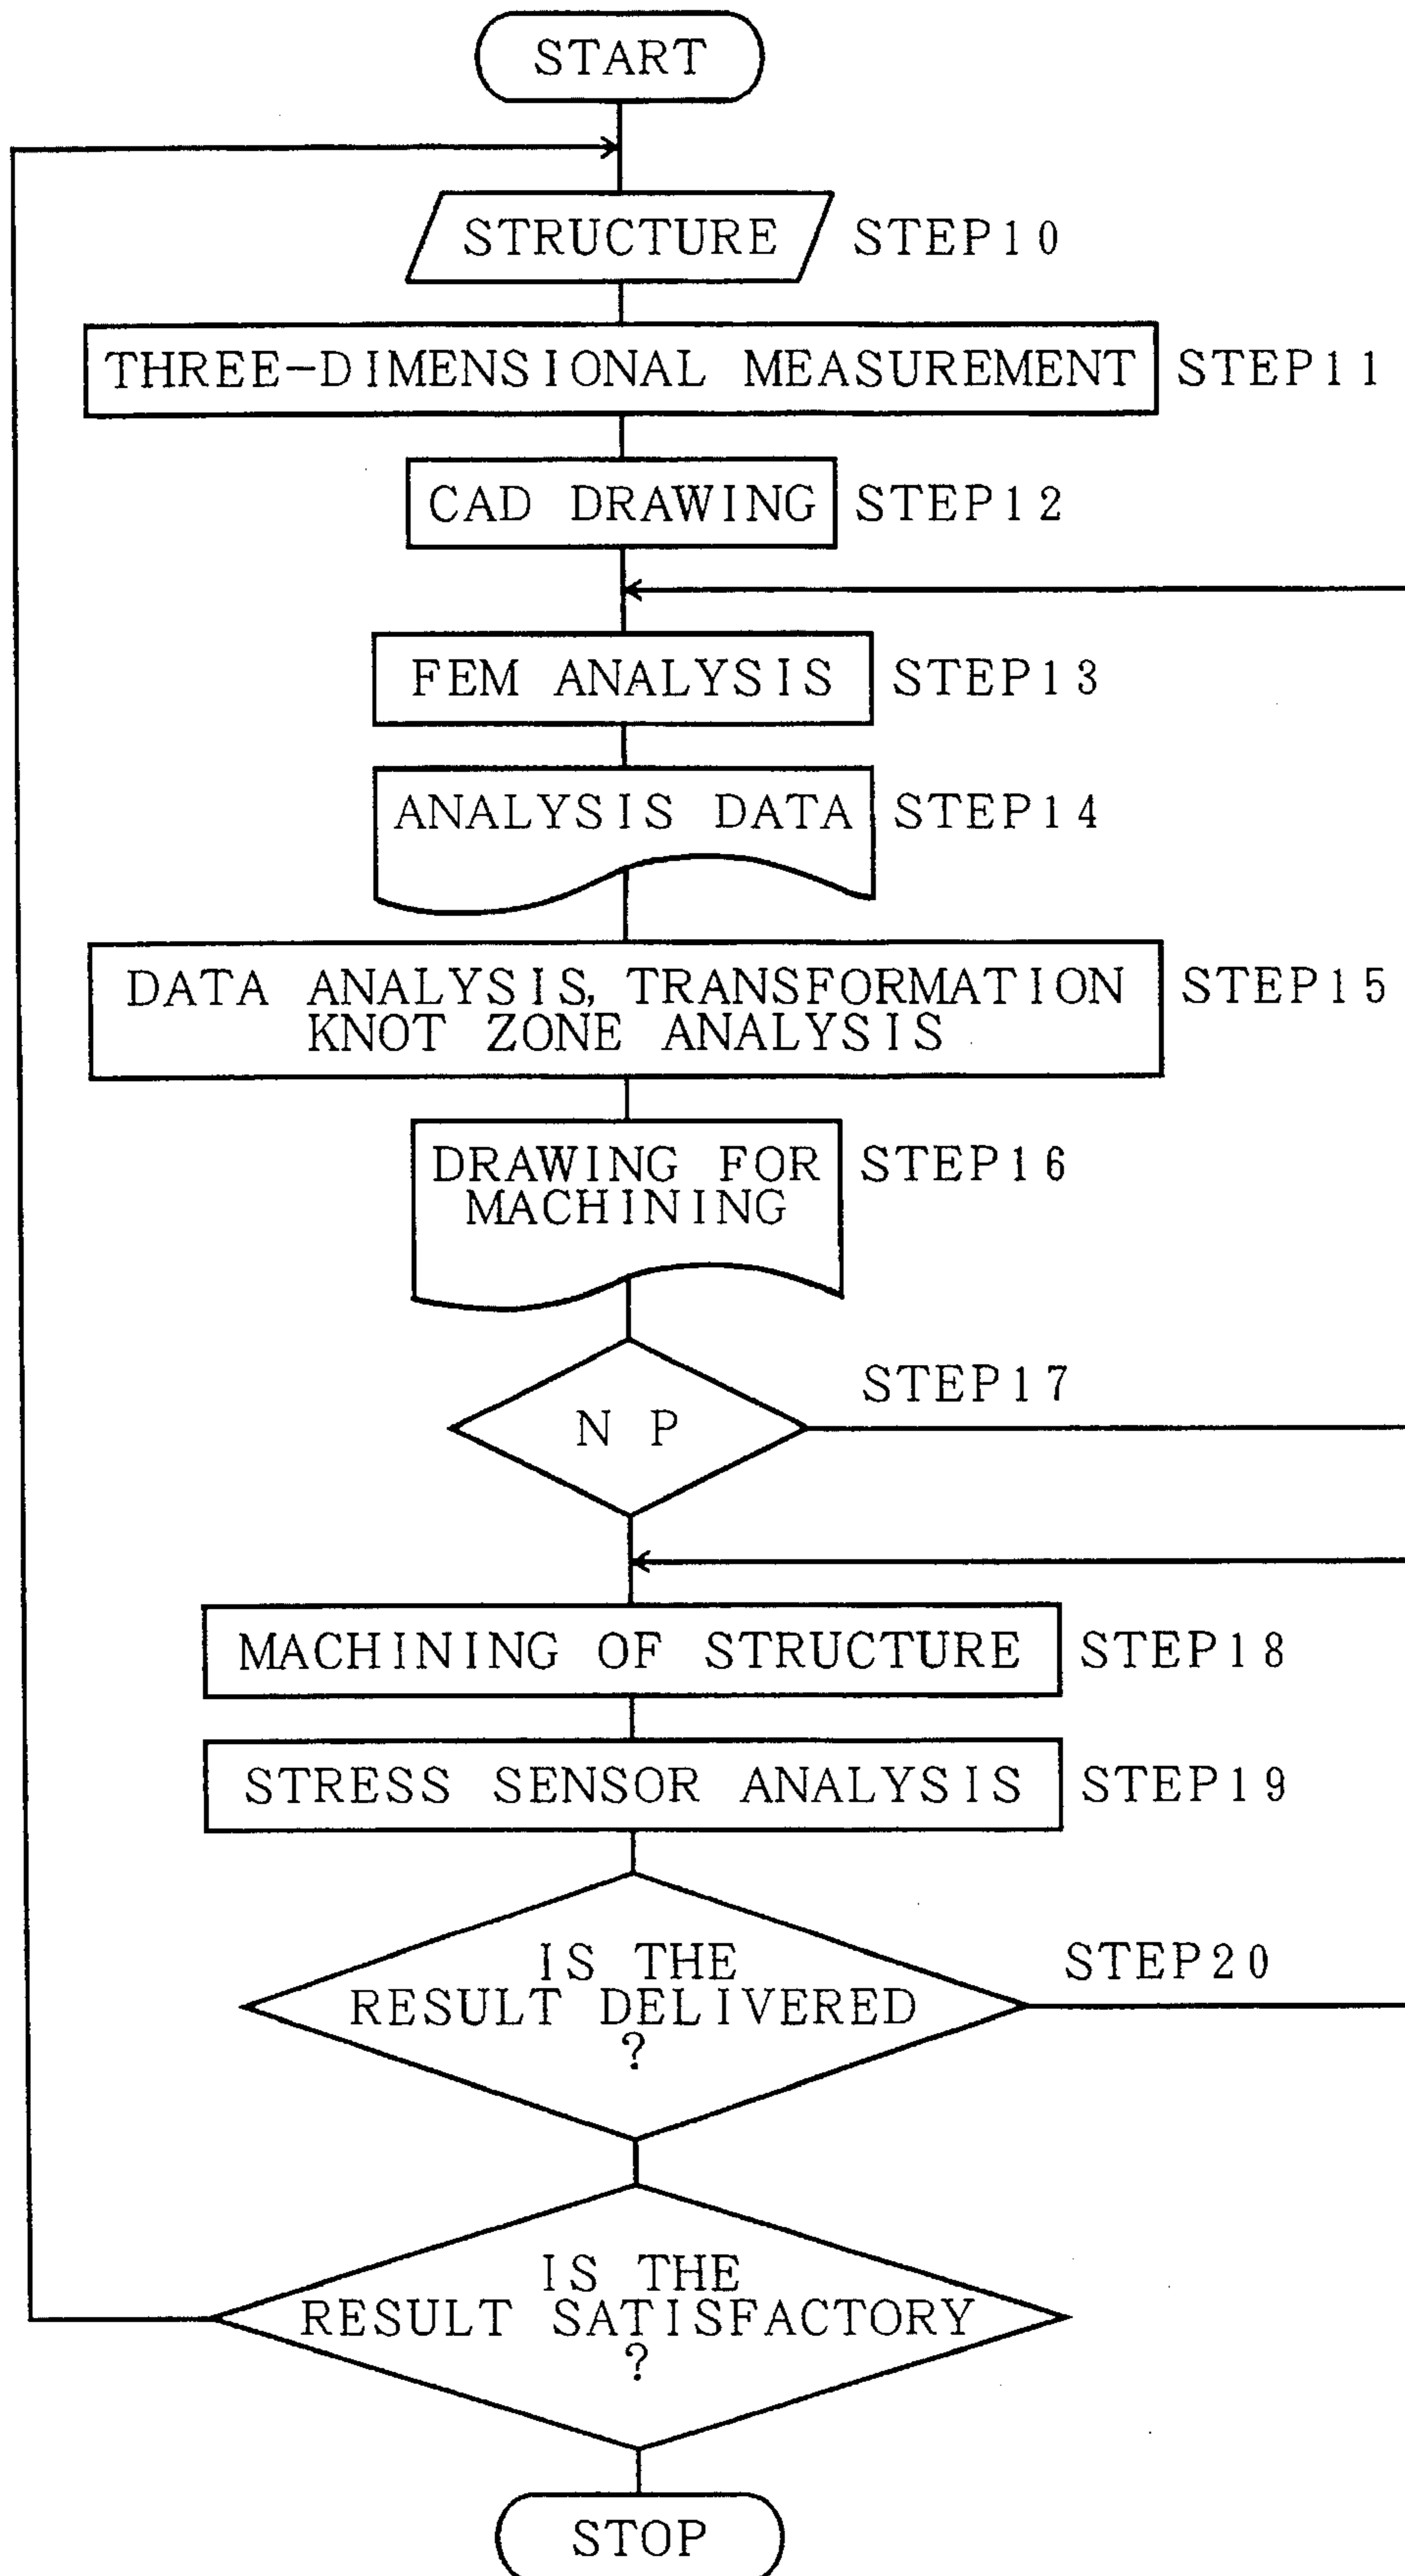 START
STRUCTURE STEP10
THREE-DIMENSIONAL MEASUREMENT STEP11
CAD DRAWING STEP12
FEM ANALYSIS STEP13
ANALYSIS DATA STEP14
DATA ANALYSIS, TRANSFORMATION STEP15
KNOT ZONE ANALYSIS
DRAWING FOR STEP16
MACHINING
STEP17
N P
MACHINING OF STRUCTURE STEP18
STRESS SENSOR ANALYSIS STEP19
IS THE STEP20
RESULT DELIVERED
?
IS THE
RESULT SATISFACTORY
?
STOP